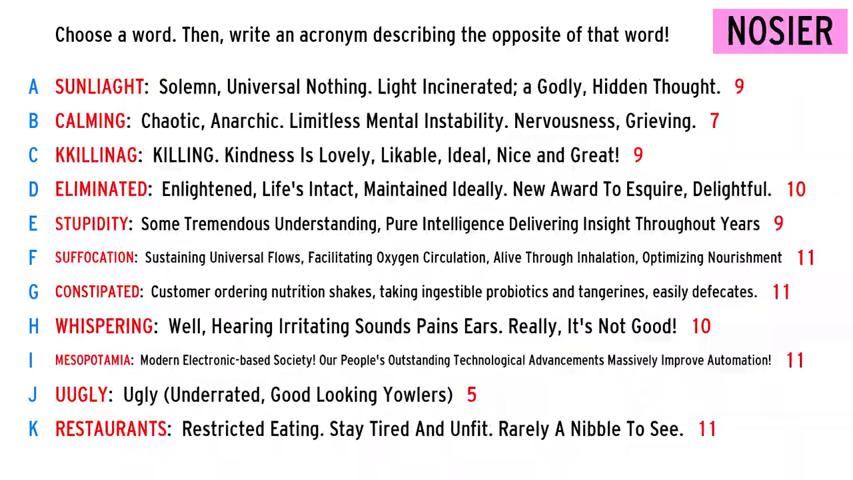 Choose a word. Then, write an acronym describing the opposite of that word!
NOSIER
A SUNLIAGHT: Solemn, Universal Nothing. Light Incinerated; a Godly, Hidden Thought. 9
B CALMING: Chaotic, Anarchic. Limitless Mental Instability. Nervousness, Grieving. 7
C KKILLINAG: KILLING. Kindness Is Lovely, Likable, Ideal, Nice and Great! 9
D ELIMINATED: Enlightened, Life's Intact, Maintained Ideally. New Award To Esquire, Delightful. 10
E STUPIDITY: Some Tremendous Understanding, Pure Intelligence Delivering Insight Throughout Years 9
F SUFFOCATION: Sustaining Universal Flows, Facilitating Oxygen Circulation, Alive Through Inhalation, Optimizing Nourishment 11
G CONSTIPATED: Customer ordering nutrition shakes, taking ingestible probiotics and tangerines, easily defecates. 11
H WHISPERING: Well, Hearing Irritating Sounds Pains Ears. Really, It's Not Good! 10
I MESOPOTAMIA: Modern Electronic-based Society! Our People's Outstanding Technological Advancements Massively Improve Automation! 11
J UUGLY: Ugly (Underrated, Good Looking Yowlers) 5
K RESTAURANTS: Restricted Eating. Stay Tired And Unfit. Rarely A Nibble To See. 11